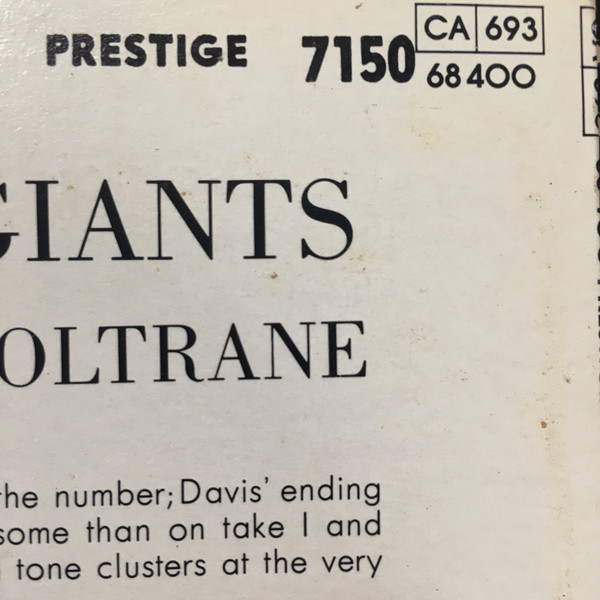 PRESTIGE 7150 CA 693
68400
GIANTS
OLTRANE
the number; Davis' ending
some than on take I and
tone clusters at the very